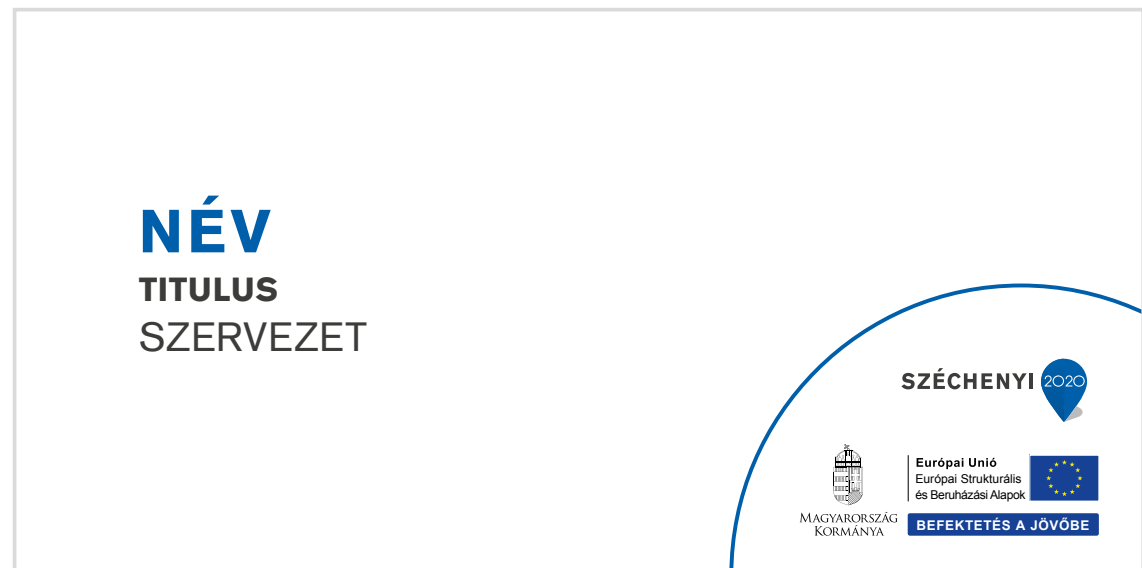 NÉV
TITULUS
SZERVEZET
SZÉCHENYI 2020
Európai Unió
Európai Strukturális
és Beruházási Alapok
MAGYARORSZÁG
KORMÁNYA
BEFEKTETÉS A JÖVŐBE